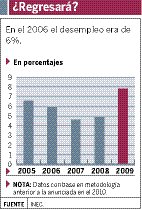 ¿Regresará?
En el 2006 el desempleo era de
6%.
En porcentajes
9
8
7
6
5
4
3
2
1
0
2005 2006 2007 2008 2009
NOTA: Datos con base en metodología
anterior a la anunciada en el 2010.
FUENTE INEC.